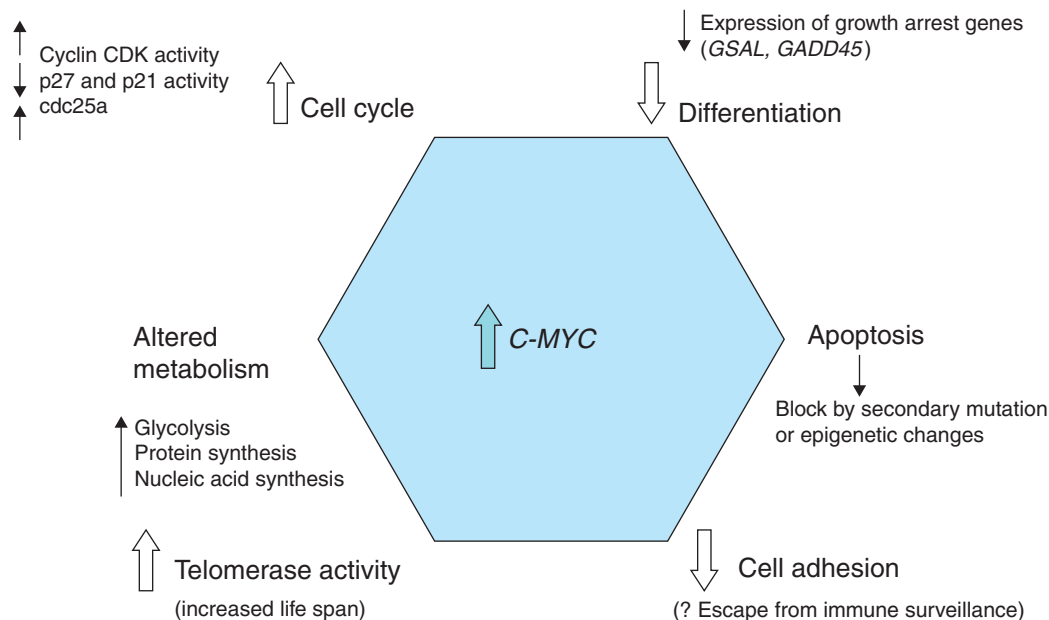 Cyclin CDK activity
p27 and p21 activity
cdc25a
Cell cycle
Expression of growth arrest genes
(GSAL, GADD45)
Differentiation
C-MYC
Altered
metabolism
Glycolysis
Protein synthesis
Nucleic acid synthesis
Apoptosis
Block by secondary mutation
or epigenetic changes
Telomerase activity
(increased life span)
Cell adhesion
(? Escape from immune surveillance)